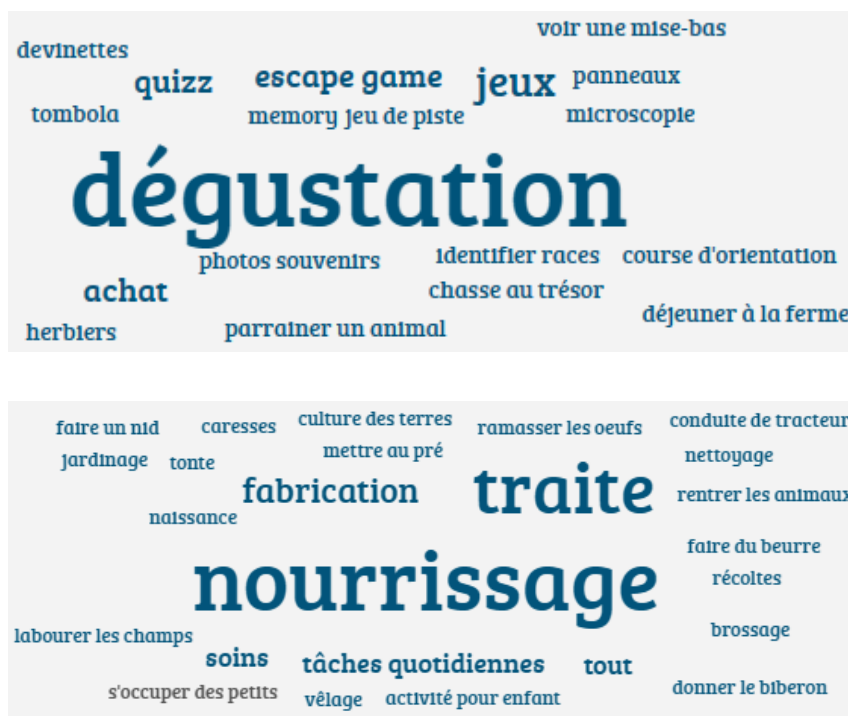 voir une mise-bas
devinettes
quizz escape game jeux panneaux
tombola memory jeu de piste microscopie
dégustation
photos souvenirs identifier races course d'orientation
achat chasse au trésor
herbiers parrainer un animal déjeuner à la ferme
faire un nid caresses culture des terres ramasser les oeufs conduite de tracteur
jardinage tonte mettre au pré nettoyage
fabrication traite rentrer les animaux
naissance
nourrissage faire du beurre
récoltes
labourer les champs brossage
soins tâches quotidiennes tout
s'occuper des petits vêlage activité pour enfant donner le biberon